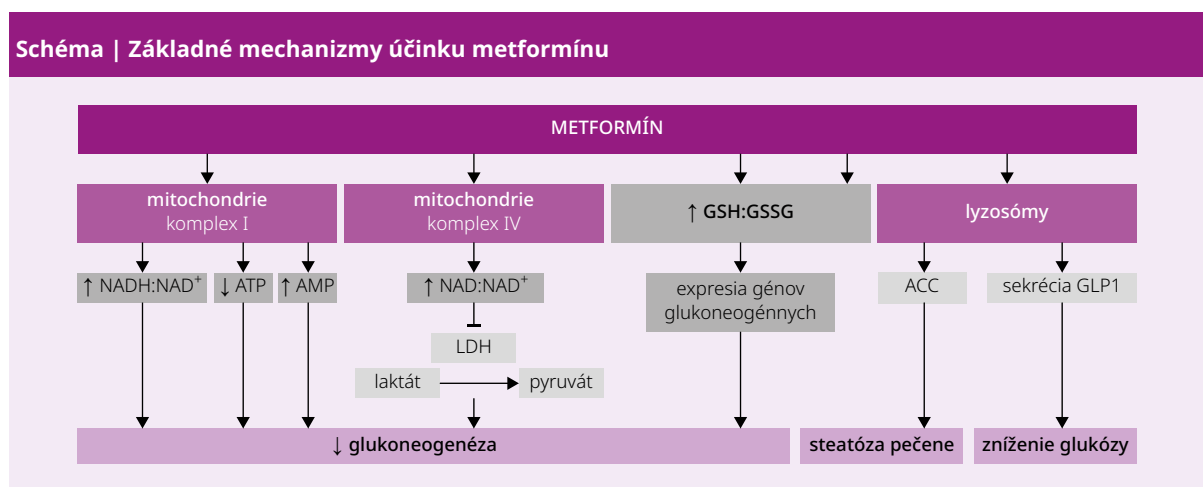 Schéma | Základné mechanizmy účinku metformínu
METFORMÍN
mitochondrie
komplex I
mitochondrie
komplex IV
↑ GSH:GSSG
lyzosómy
↑ NADH:NAD⁺
↓ ATP
↑ AMP
↑ NAD:NAD⁺
expresia génov
glukoneogénnych
ACC
sekrécia GLP1
LDH
laktát
pyruvát
↓ glukoneogenéza
steatóza pečene
zníženie glukózy